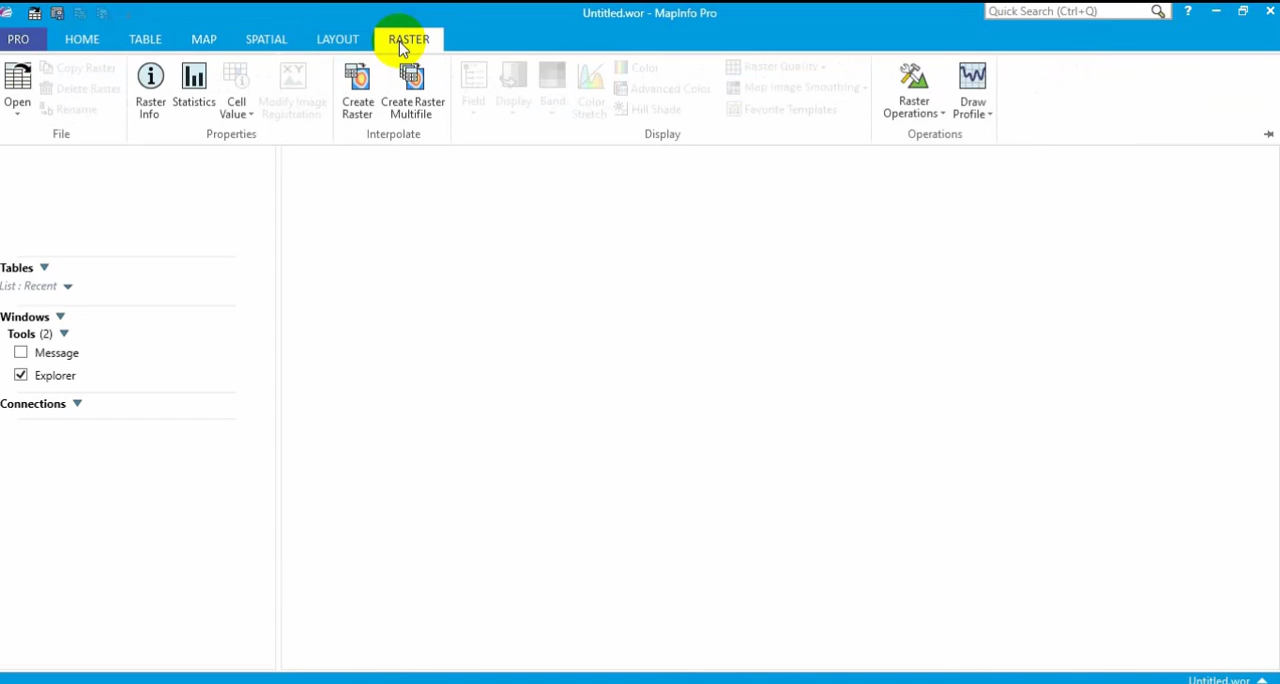 Untitled.wor - MapInfo Pro
Quick Search (Ctrl+Q)
?
PRO HOME TABLE MAP SPATIAL LAYOUT RASTER
Open
Copy Raster
Delete Raster
Rename
File
Raster Info
Statistics
Cell Value
Modify Image Registration
Properties
Create Raster
Create Raster Multifile
Interpolate
Field
Display
Band
Color Stretch
Color
Advanced Color
Hill Shade
Raster Quality
Map Image Smoothing
Favorite Templates
Display
Raster Operations
Draw Profile
Operations
Tables
List : Recent
Windows
Tools (2)
Message
Explorer
Connections
Untitled.wor